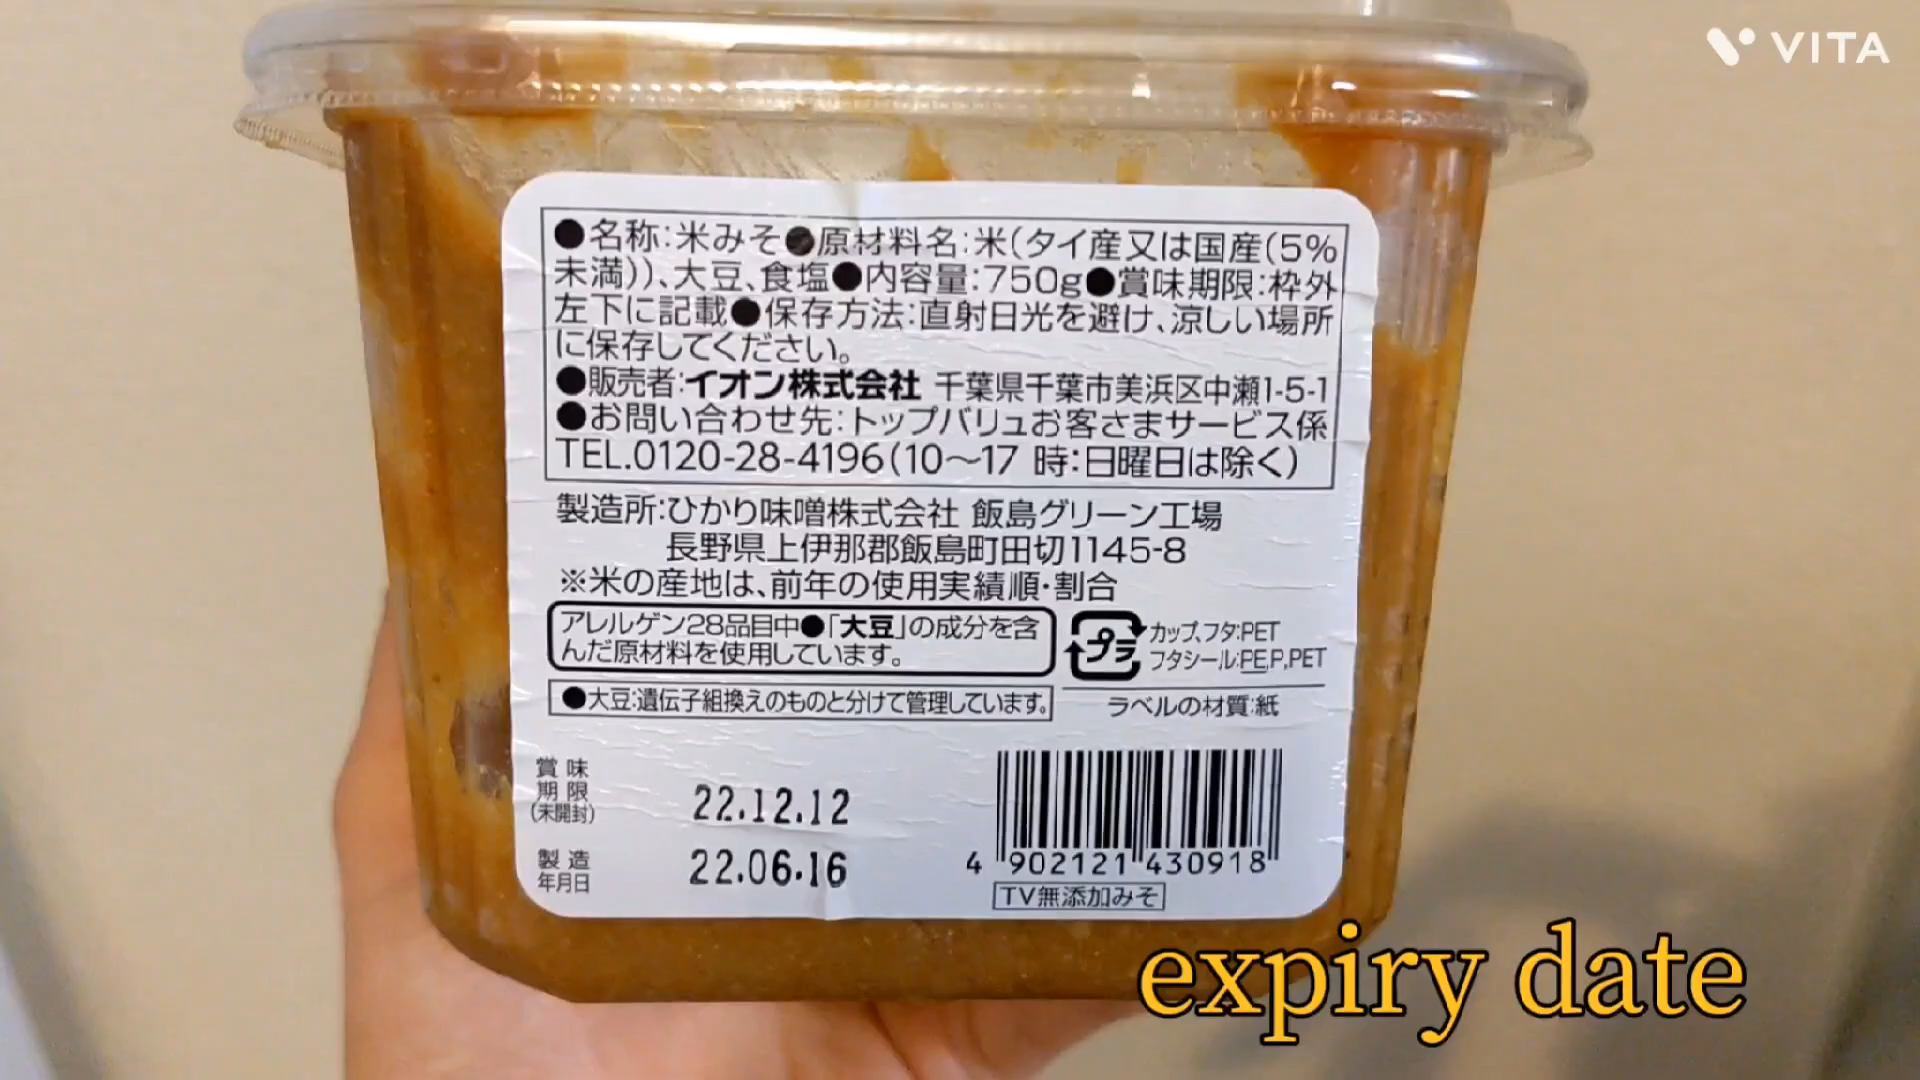 VITA
●名称:米みそ●原材料名:米(タイ産又は国産(5%
未満))、大豆、食塩●内容量:750g●賞味期限:枠外
左下に記載●保存方法:直射日光を避け、涼しい場所
に保存してください。
●販売者:イオン株式会社 千葉県千葉市美浜区中瀬1-5-1
●お問い合わせ先:トップバリュお客さまサービス係
TEL.0120-28-4196(10〜17 時:日曜日は除く)
製造所:ひかり味噌株式会社 飯島グリーン工場
長野県上伊那郡飯島町田切1145-8
※米の産地は、前年の使用実績順・割合
アレルゲン28品目中●「大豆」の成分を含
んだ原材料を使用しています。
プラ
カップ、フタ:PET
フタシール:PE,P,PET
●大豆:遺伝子組換えのものと分けて管理しています。
ラベルの材質:紙
賞味
期限
(未開封)
22.12.12
製造
年月日
22.06.16
4 902121 430918
TV無添加みそ
expiry date